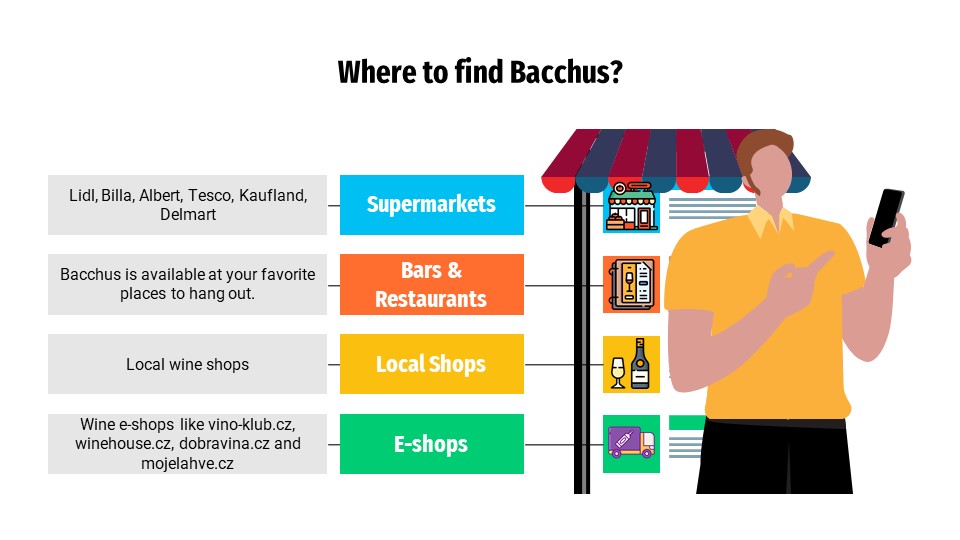 Where to find Bacchus?
Lidl, Billa, Albert, Tesco, Kaufland,
Delmart
Supermarkets
Bacchus is available at your favorite
places to hang out.
Bars &
Restaurants
Local wine shops
Local Shops
Wine e-shops like vino-klub.cz,
winehouse.cz, dobravina.cz and
mojelahve.cz
E-shops